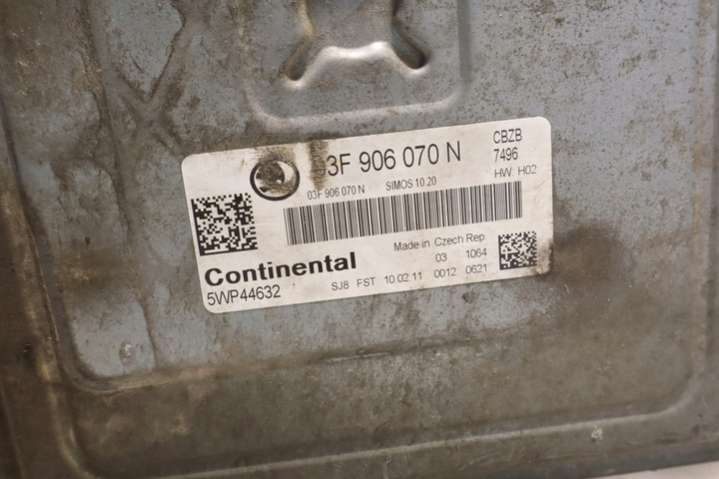 03F 906 070 N
CBZB
7496
HW: H02
03F 906 070 N SIMOS 10.20
Continental
5WP44632
Made in Czech Rep
03 1064
SJ8 FST 10 02 11 0012 0621